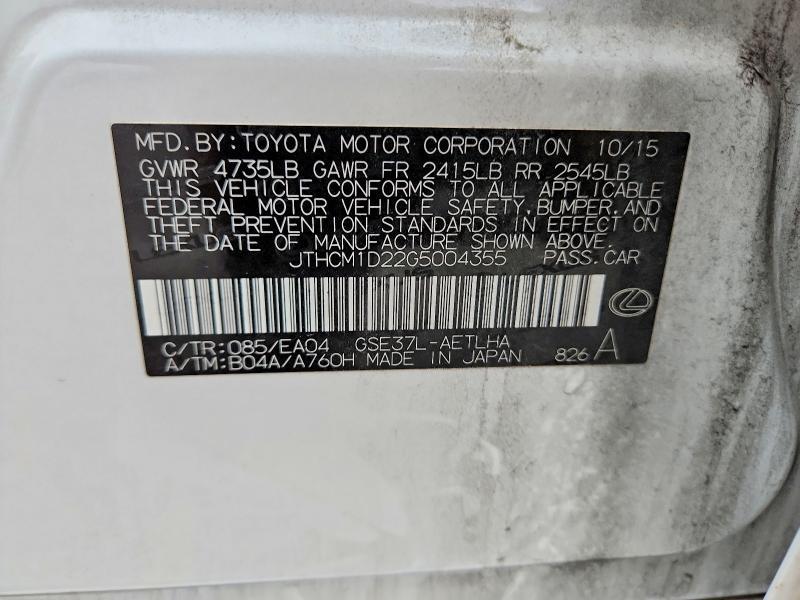 MFD.BY:TOYOTA MOTOR CORPORATION 10/15
GVWR 4735LB GAWR FR 2415LB RR 2545LB
THIS VEHICLE CONFORMS TO ALL APPLICABLE
FEDERAL MOTOR VEHICLE SAFETY,BUMPER,AND
THEFT PREVENTION STANDARDS IN EFFECT ON
THE DATE OF MANUFACTURE SHOWN ABOVE.
JTHCM1D22G5004355 PASS.CAR
C/TR:085/EA04 GSE37L-AETLHA
A/TM:B04A/A760H MADE IN JAPAN 826 A